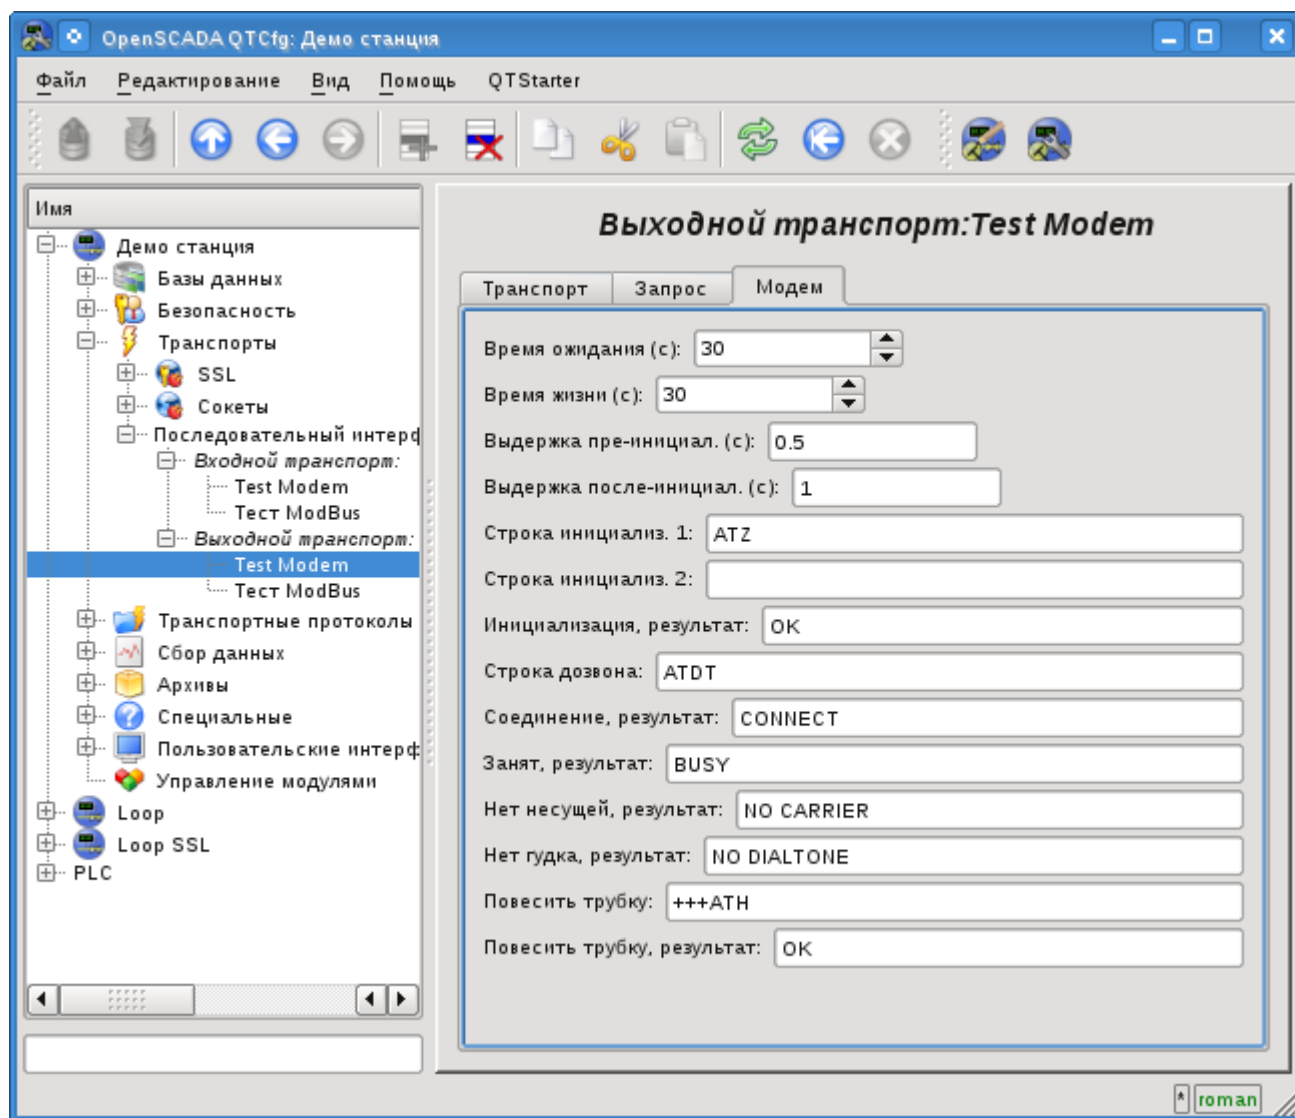 OpenSCADA QTCfg: Демо станция
Файл Редактирование Вид Помощь QTStarter
Имя
Демо станция
Базы данных
Безопасность
Транспорты
SSL
Сокеты
Последовательный интерф
Входной транспорт:
Test Modem
Тест ModBus
Выходной транспорт:
Test Modem
Тест ModBus
Транспортные протоколы
Сбор данных
Архивы
Специальные
Пользовательские интерф
Управление модулями
Loop
Loop SSL
PLC
Выходной транспорт:Test Modem
Транспорт Запрос Модем
Время ожидания (с): 30
Время жизни (с): 30
Выдержка пре-инициал. (с): 0.5
Выдержка после-инициал. (с): 1
Строка инициализ. 1: ATZ
Строка инициализ. 2:
Инициализация, результат: OK
Строка дозвона: ATDT
Соединение, результат: CONNECT
Занят, результат: BUSY
Нет несущей, результат: NO CARRIER
Нет гудка, результат: NO DIALTONE
Повесить трубку: +++ATH
Повесить трубку, результат: OK
* roman